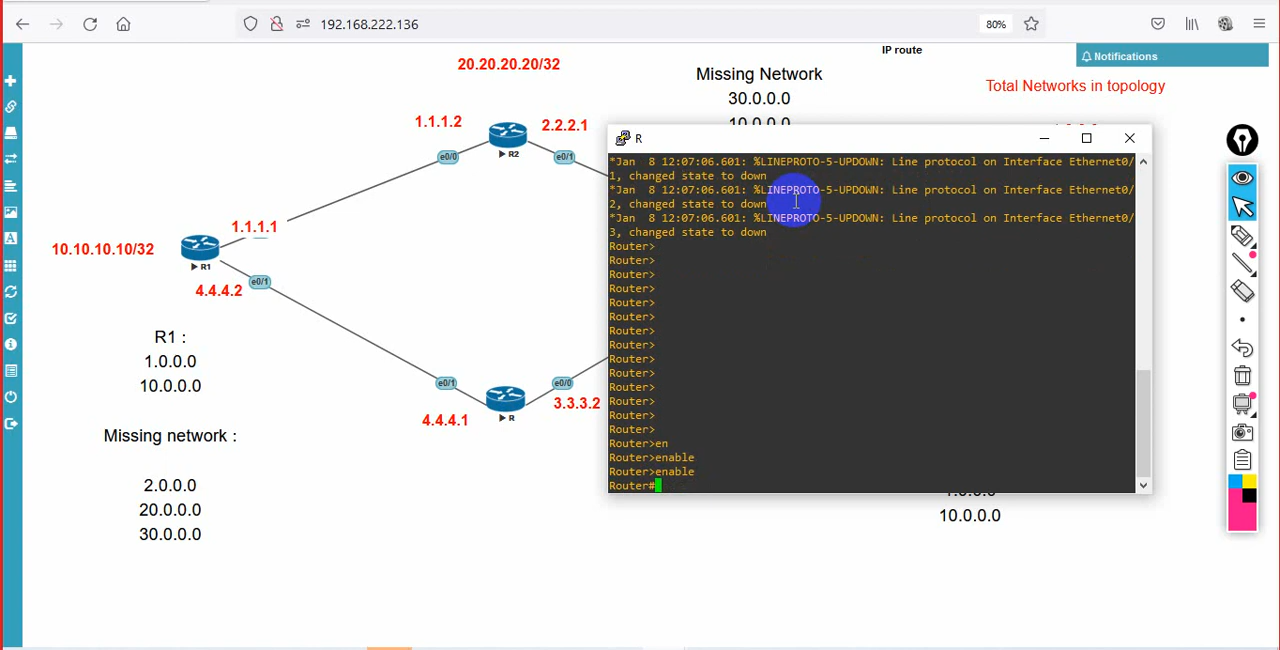 192.168.222.136
80%
IP route
Notifications
20.20.20.20/32
Missing Network
30.0.0.0
Total Networks in topology
1.1.1.2
2.2.2.1
e0/0
R2
e0/1
1.1.1.1
10.10.10.10/32
R1
4.4.4.2
e0/1
R1 :
1.0.0.0
10.0.0.0
Missing network :
2.0.0.0
20.0.0.0
30.0.0.0
e0/1
e0/0
3.3.3.2
4.4.4.1
R
R
*Jan 8 12:07:06.601: %LINEPROTO-5-UPDOWN: Line protocol on Interface Ethernet0/
1, changed state to down
*Jan 8 12:07:06.601: %LINEPROTO-5-UPDOWN: Line protocol on Interface Ethernet0/
2, changed state to down
*Jan 8 12:07:06.601: %LINEPROTO-5-UPDOWN: Line protocol on Interface Ethernet0/
3, changed state to down
Router>
Router>
Router>
Router>
Router>
Router>
Router>
Router>
Router>
Router>
Router>
Router>
Router>
Router>
Router>en
Router>enable
Router>enable
Router#
10.0.0.0